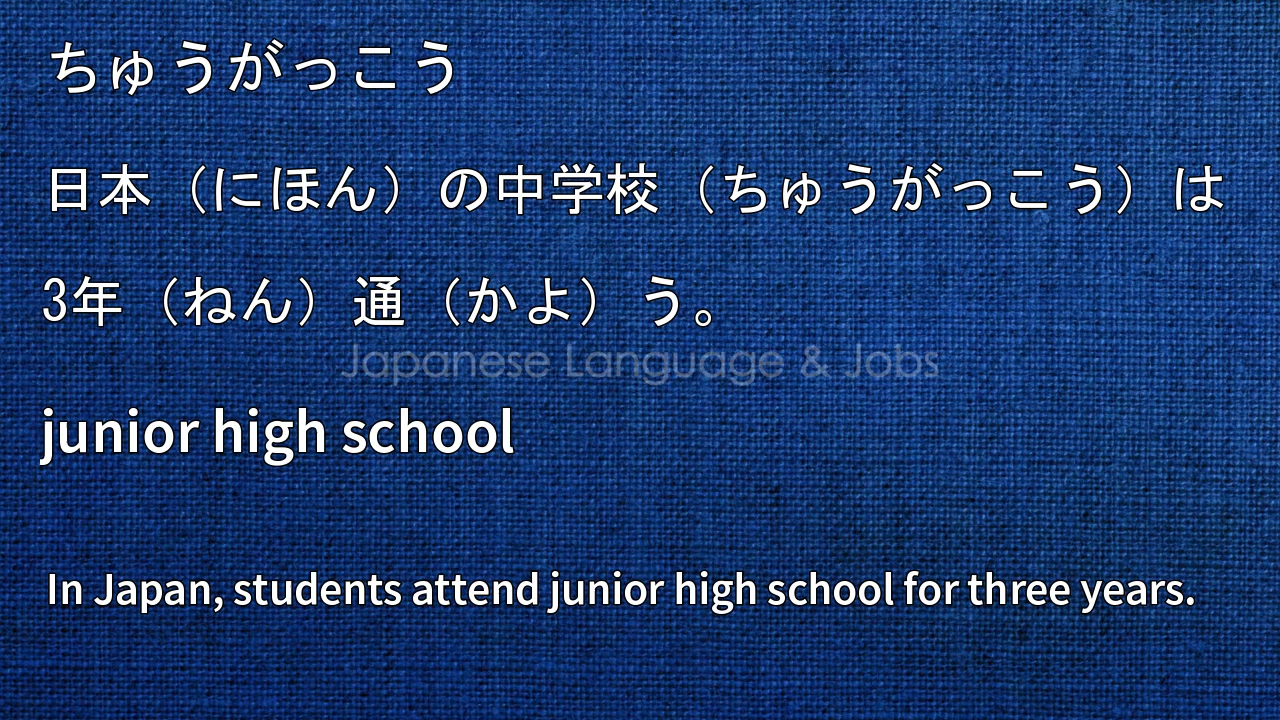 ちゅうがっこう
日本（にほん）の中学校（ちゅうがっこう）は
3年（ねん）通（かよ）う。
Japanese Language & Jobs
junior high school
In Japan, students attend junior high school for three years.